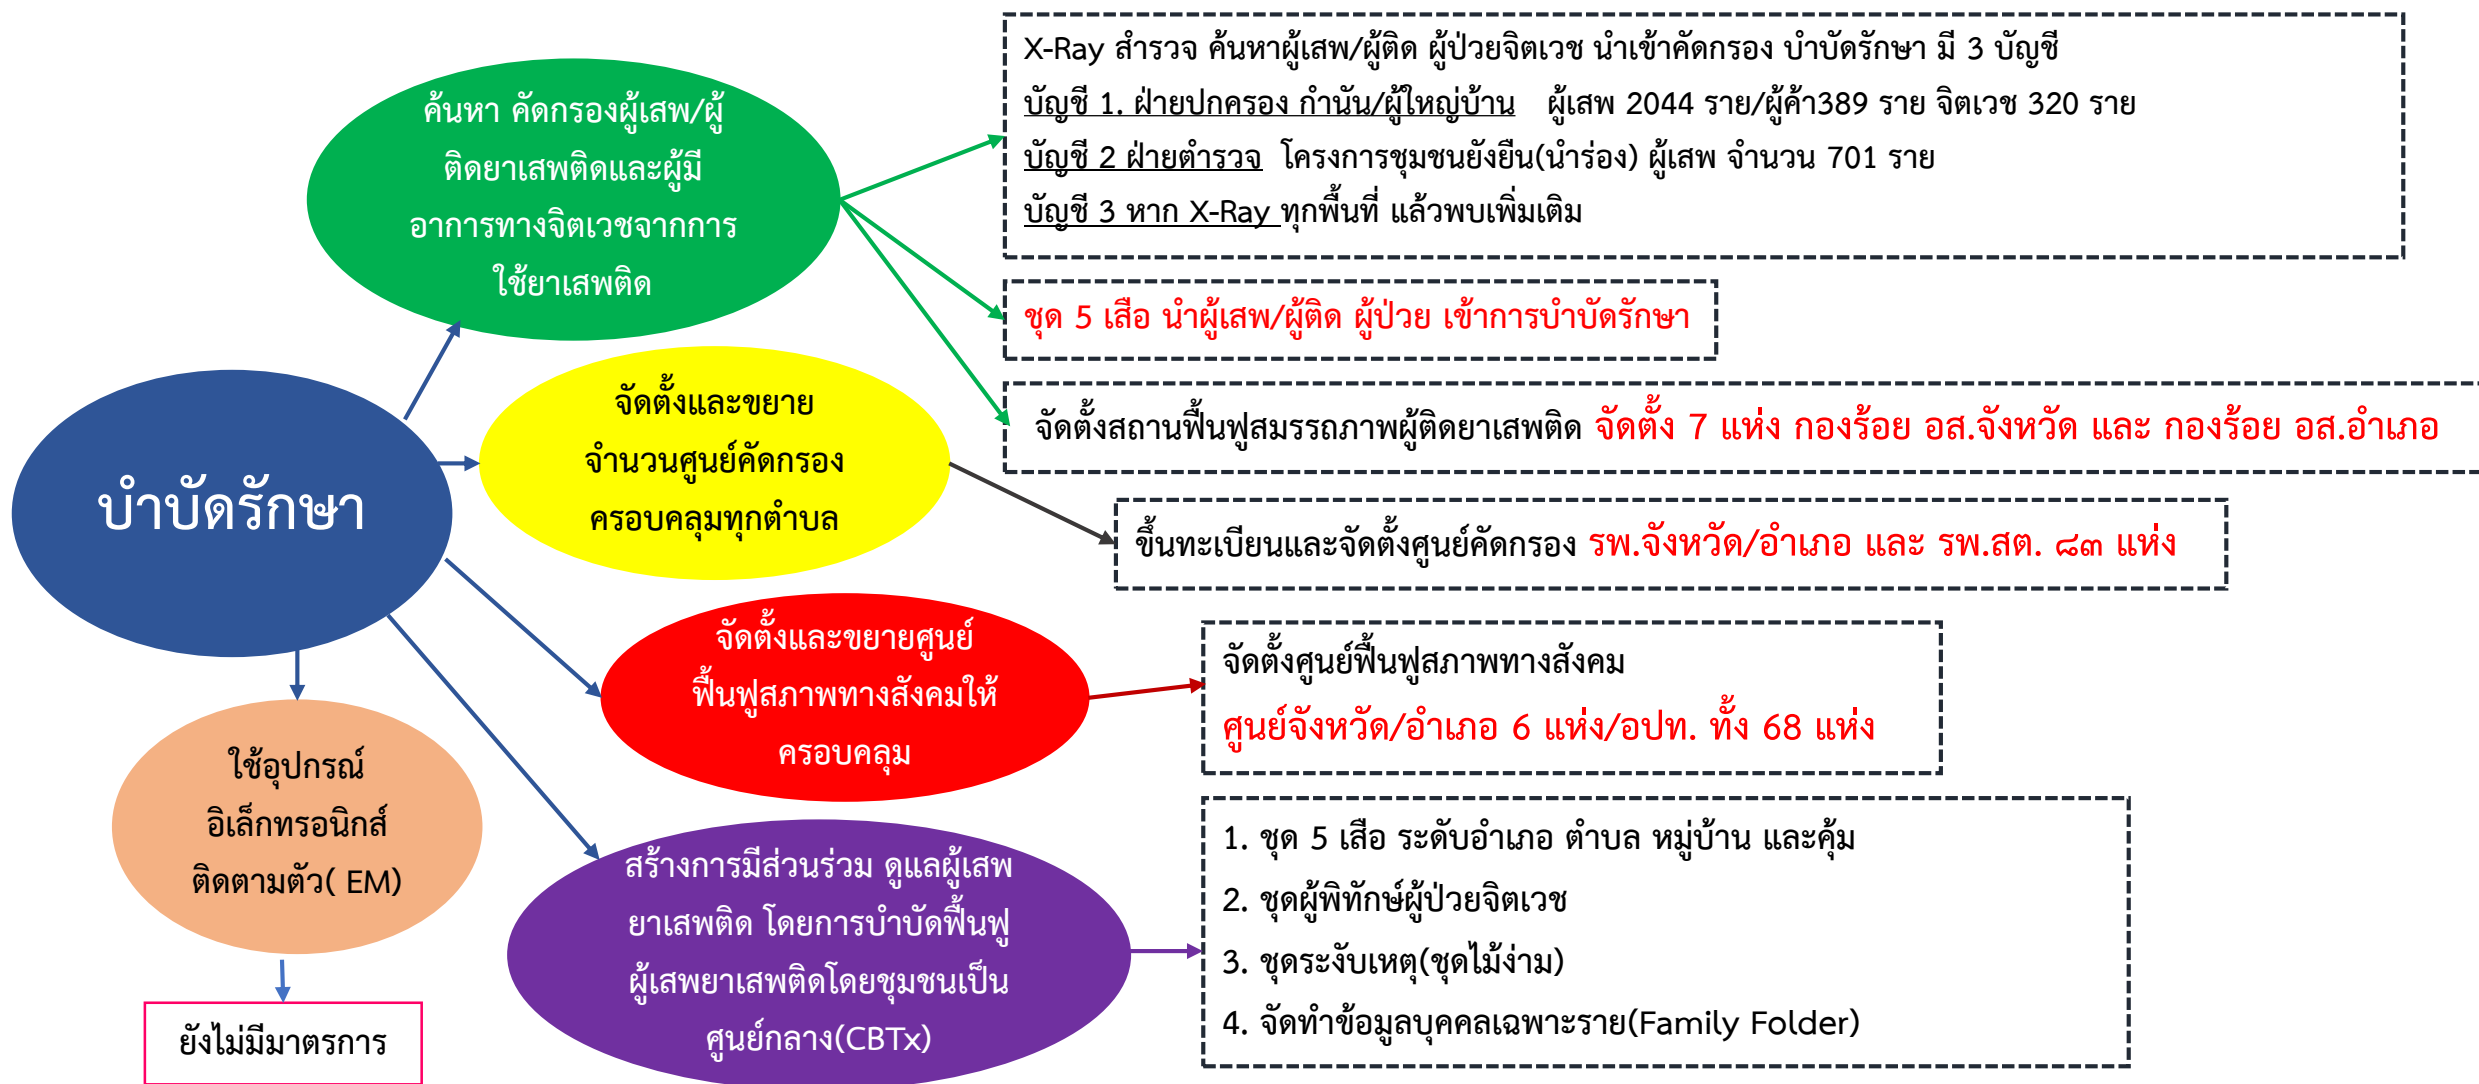 บำบัดรักษา
ค้นหา คัดกรองผู้เสพ/ผู้
ติดยาเสพติดและผู้มี
อาการทางจิตเวชจากการ
ใช้ยาเสพติด
X-Ray สำรวจ ค้นหาผู้เสพ/ผู้ติด ผู้ป่วยจิตเวช นำเข้าคัดกรอง บำบัดรักษา มี 3 บัญชี
บัญชี 1. ฝ่ายปกครอง กำนัน/ผู้ใหญ่บ้าน ผู้เสพ 2044 ราย/ผู้ค้า389 ราย จิตเวช 320 ราย
บัญชี 2 ฝ่ายตำรวจ โครงการชุมชนยังยืน(นำร่อง) ผู้เสพ จำนวน 701 ราย
บัญชี 3 หาก X-Ray ทุกพื้นที่ แล้วพบเพิ่มเติม
ชุด 5 เสือ นำผู้เสพ/ผู้ติด ผู้ป่วย เข้าการบำบัดรักษา
จัดตั้งสถานฟื้นฟูสมรรถภาพผู้ติดยาเสพติด จัดตั้ง 7 แห่ง กองร้อย อส.จังหวัด และ กองร้อย อส.อำเภอ
จัดตั้งและขยาย
จำนวนศูนย์คัดกรอง
ครอบคลุมทุกตำบล
ขึ้นทะเบียนและจัดตั้งศูนย์คัดกรอง รพ.จังหวัด/อำเภอ และ รพ.สต. ๘๓ แห่ง
จัดตั้งและขยายศูนย์
ฟื้นฟูสภาพทางสังคมให้
ครอบคลุม
จัดตั้งศูนย์ฟื้นฟูสภาพทางสังคม
ศูนย์จังหวัด/อำเภอ 6 แห่ง/อปท. ทั้ง 68 แห่ง
สร้างการมีส่วนร่วม ดูแลผู้เสพ
ยาเสพติด โดยการบำบัดฟื้นฟู
ผู้เสพยาเสพติดโดยชุมชนเป็น
ศูนย์กลาง(CBTx)
1. ชุด 5 เสือ ระดับอำเภอ ตำบล หมู่บ้าน และคุ้ม
2. ชุดผู้พิทักษ์ผู้ป่วยจิตเวช
3. ชุดระงับเหตุ(ชุดไม้ง่าม)
4. จัดทำข้อมูลบุคคลเฉพาะราย(Family Folder)
ใช้อุปกรณ์
อิเล็กทรอนิกส์
ติดตามตัว( EM)
ยังไม่มีมาตรการ